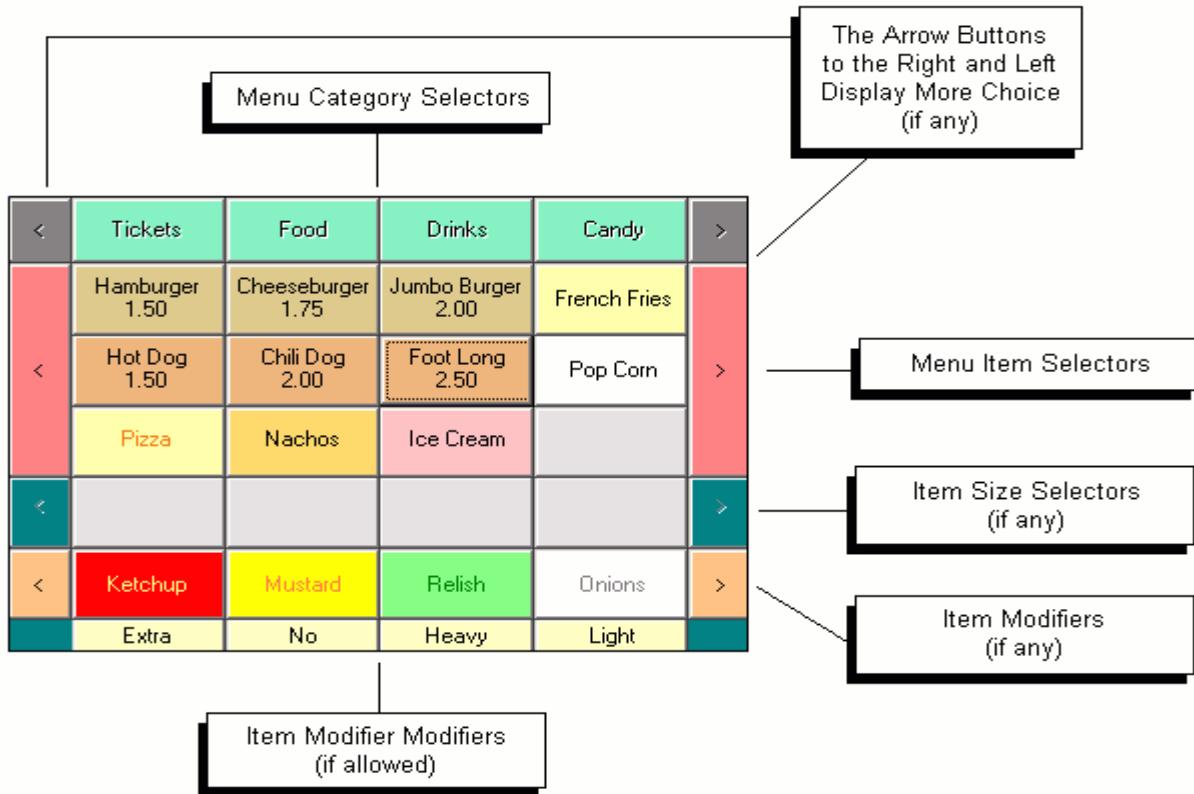 The Arrow Buttons
to the Right and Left
Display More Choice
(if any)
Menu Category Selectors
< Tickets Food Drinks Candy >
Hamburger Cheeseburger Jumbo Burger French Fries
1.50 1.75 2.00
< Hot Dog Chili Dog Foot Long Pop Corn >
1.50 2.00 2.50
Menu Item Selectors
Pizza Nachos Ice Cream
< >
Item Size Selectors
(if any)
< Ketchup Mustard Relish Onions >
Extra No Heavy Light
Item Modifiers
(if any)
Item Modifier Modifiers
(if allowed)